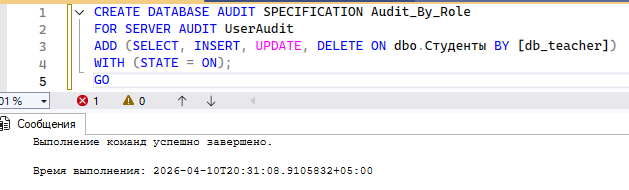 1 CREATE DATABASE AUDIT SPECIFICATION Audit_By_Role
2 FOR SERVER AUDIT UserAudit
3 ADD (SELECT, INSERT, UPDATE, DELETE ON dbo.Студенты BY [db_teacher])
4 WITH (STATE = ON);
5 GO
01 % 1 0
Сообщения
Выполнение команд успешно завершено.
Время выполнения: 2026-04-10T20:31:08.9105832+05:00